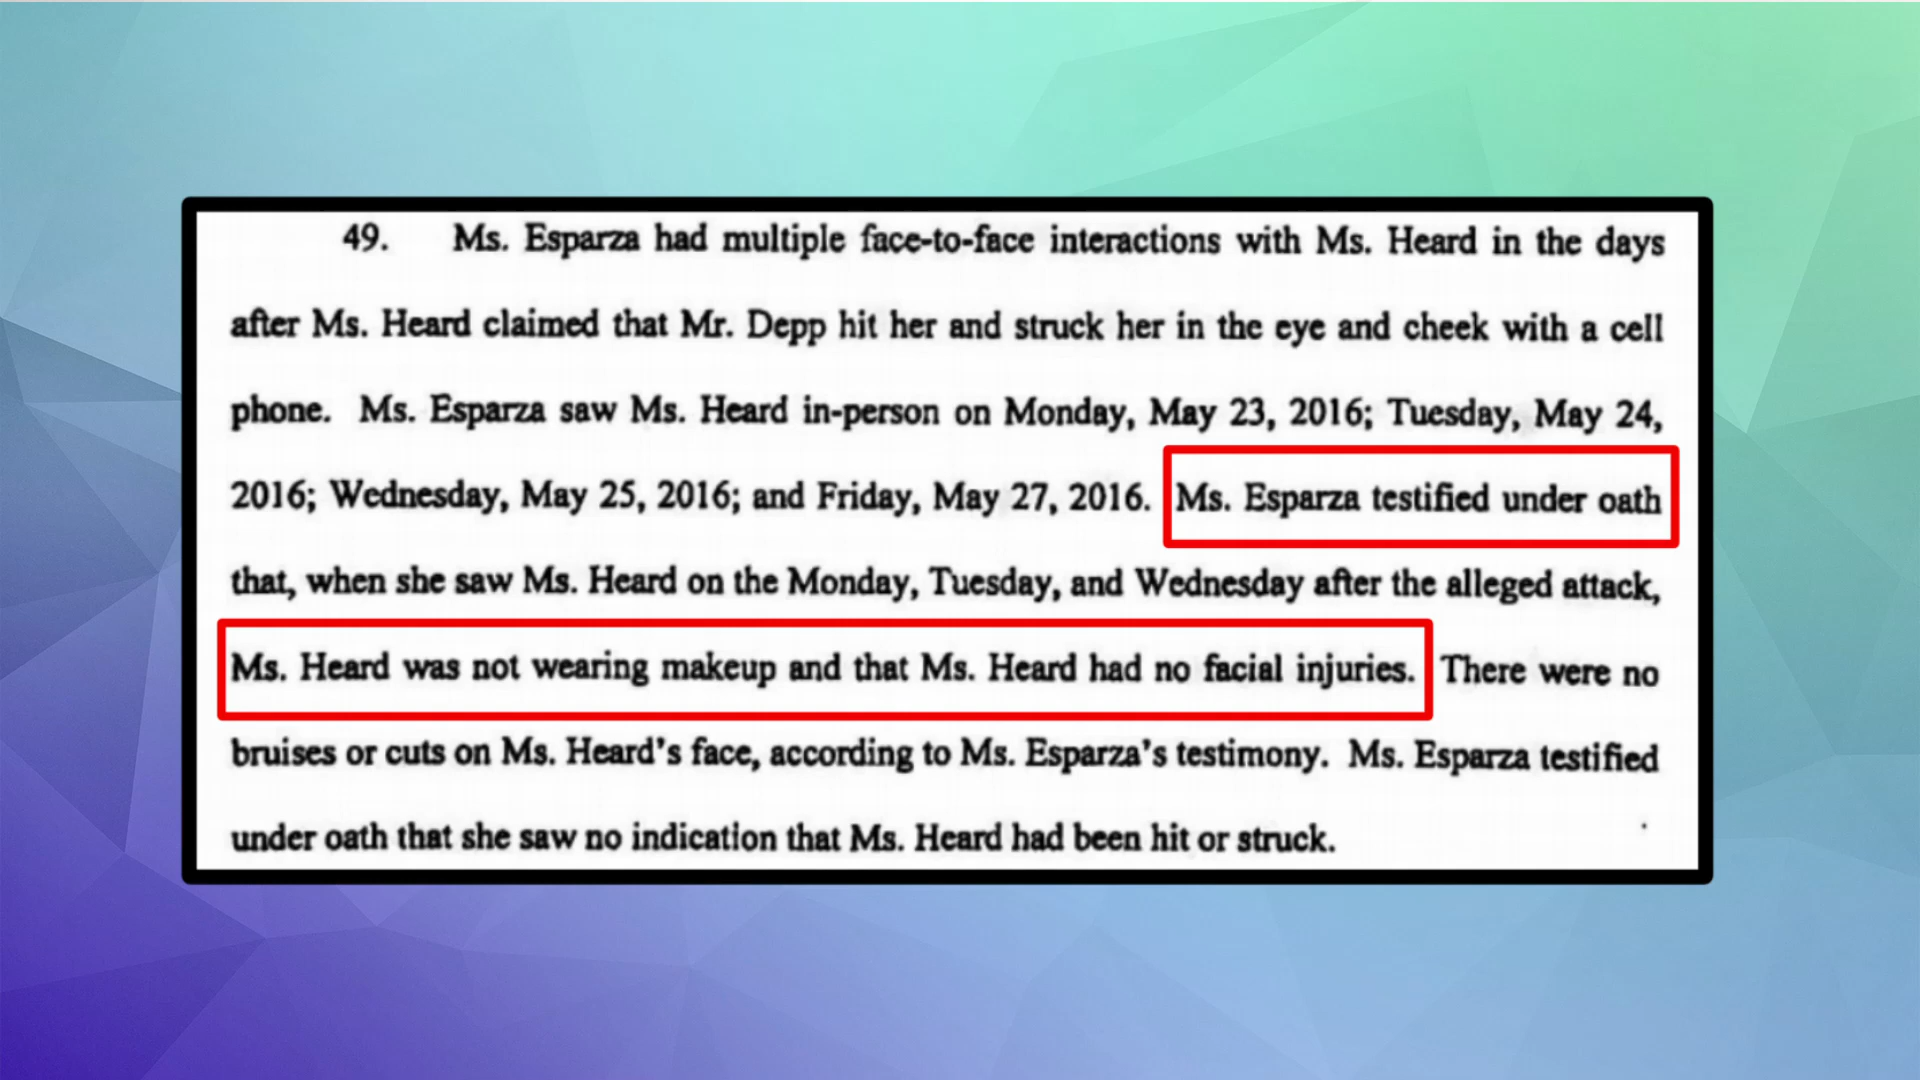 49. Ms. Esparza had multiple face-to-face interactions with Ms. Heard in the days
after Ms. Heard claimed that Mr. Depp hit her and struck her in the eye and cheek with a cell
phone. Ms. Esparza saw Ms. Heard in-person on Monday, May 23, 2016; Tuesday, May 24,
2016; Wednesday, May 25, 2016; and Friday, May 27, 2016. Ms. Esparza testified under oath
that, when she saw Ms. Heard on the Monday, Tuesday, and Wednesday after the alleged attack,
Ms. Heard was not wearing makeup and that Ms. Heard had no facial injuries. There were no
bruises or cuts on Ms. Heard's face, according to Ms. Esparza's testimony. Ms. Esparza testified
under oath that she saw no indication that Ms. Heard had been hit or struck.